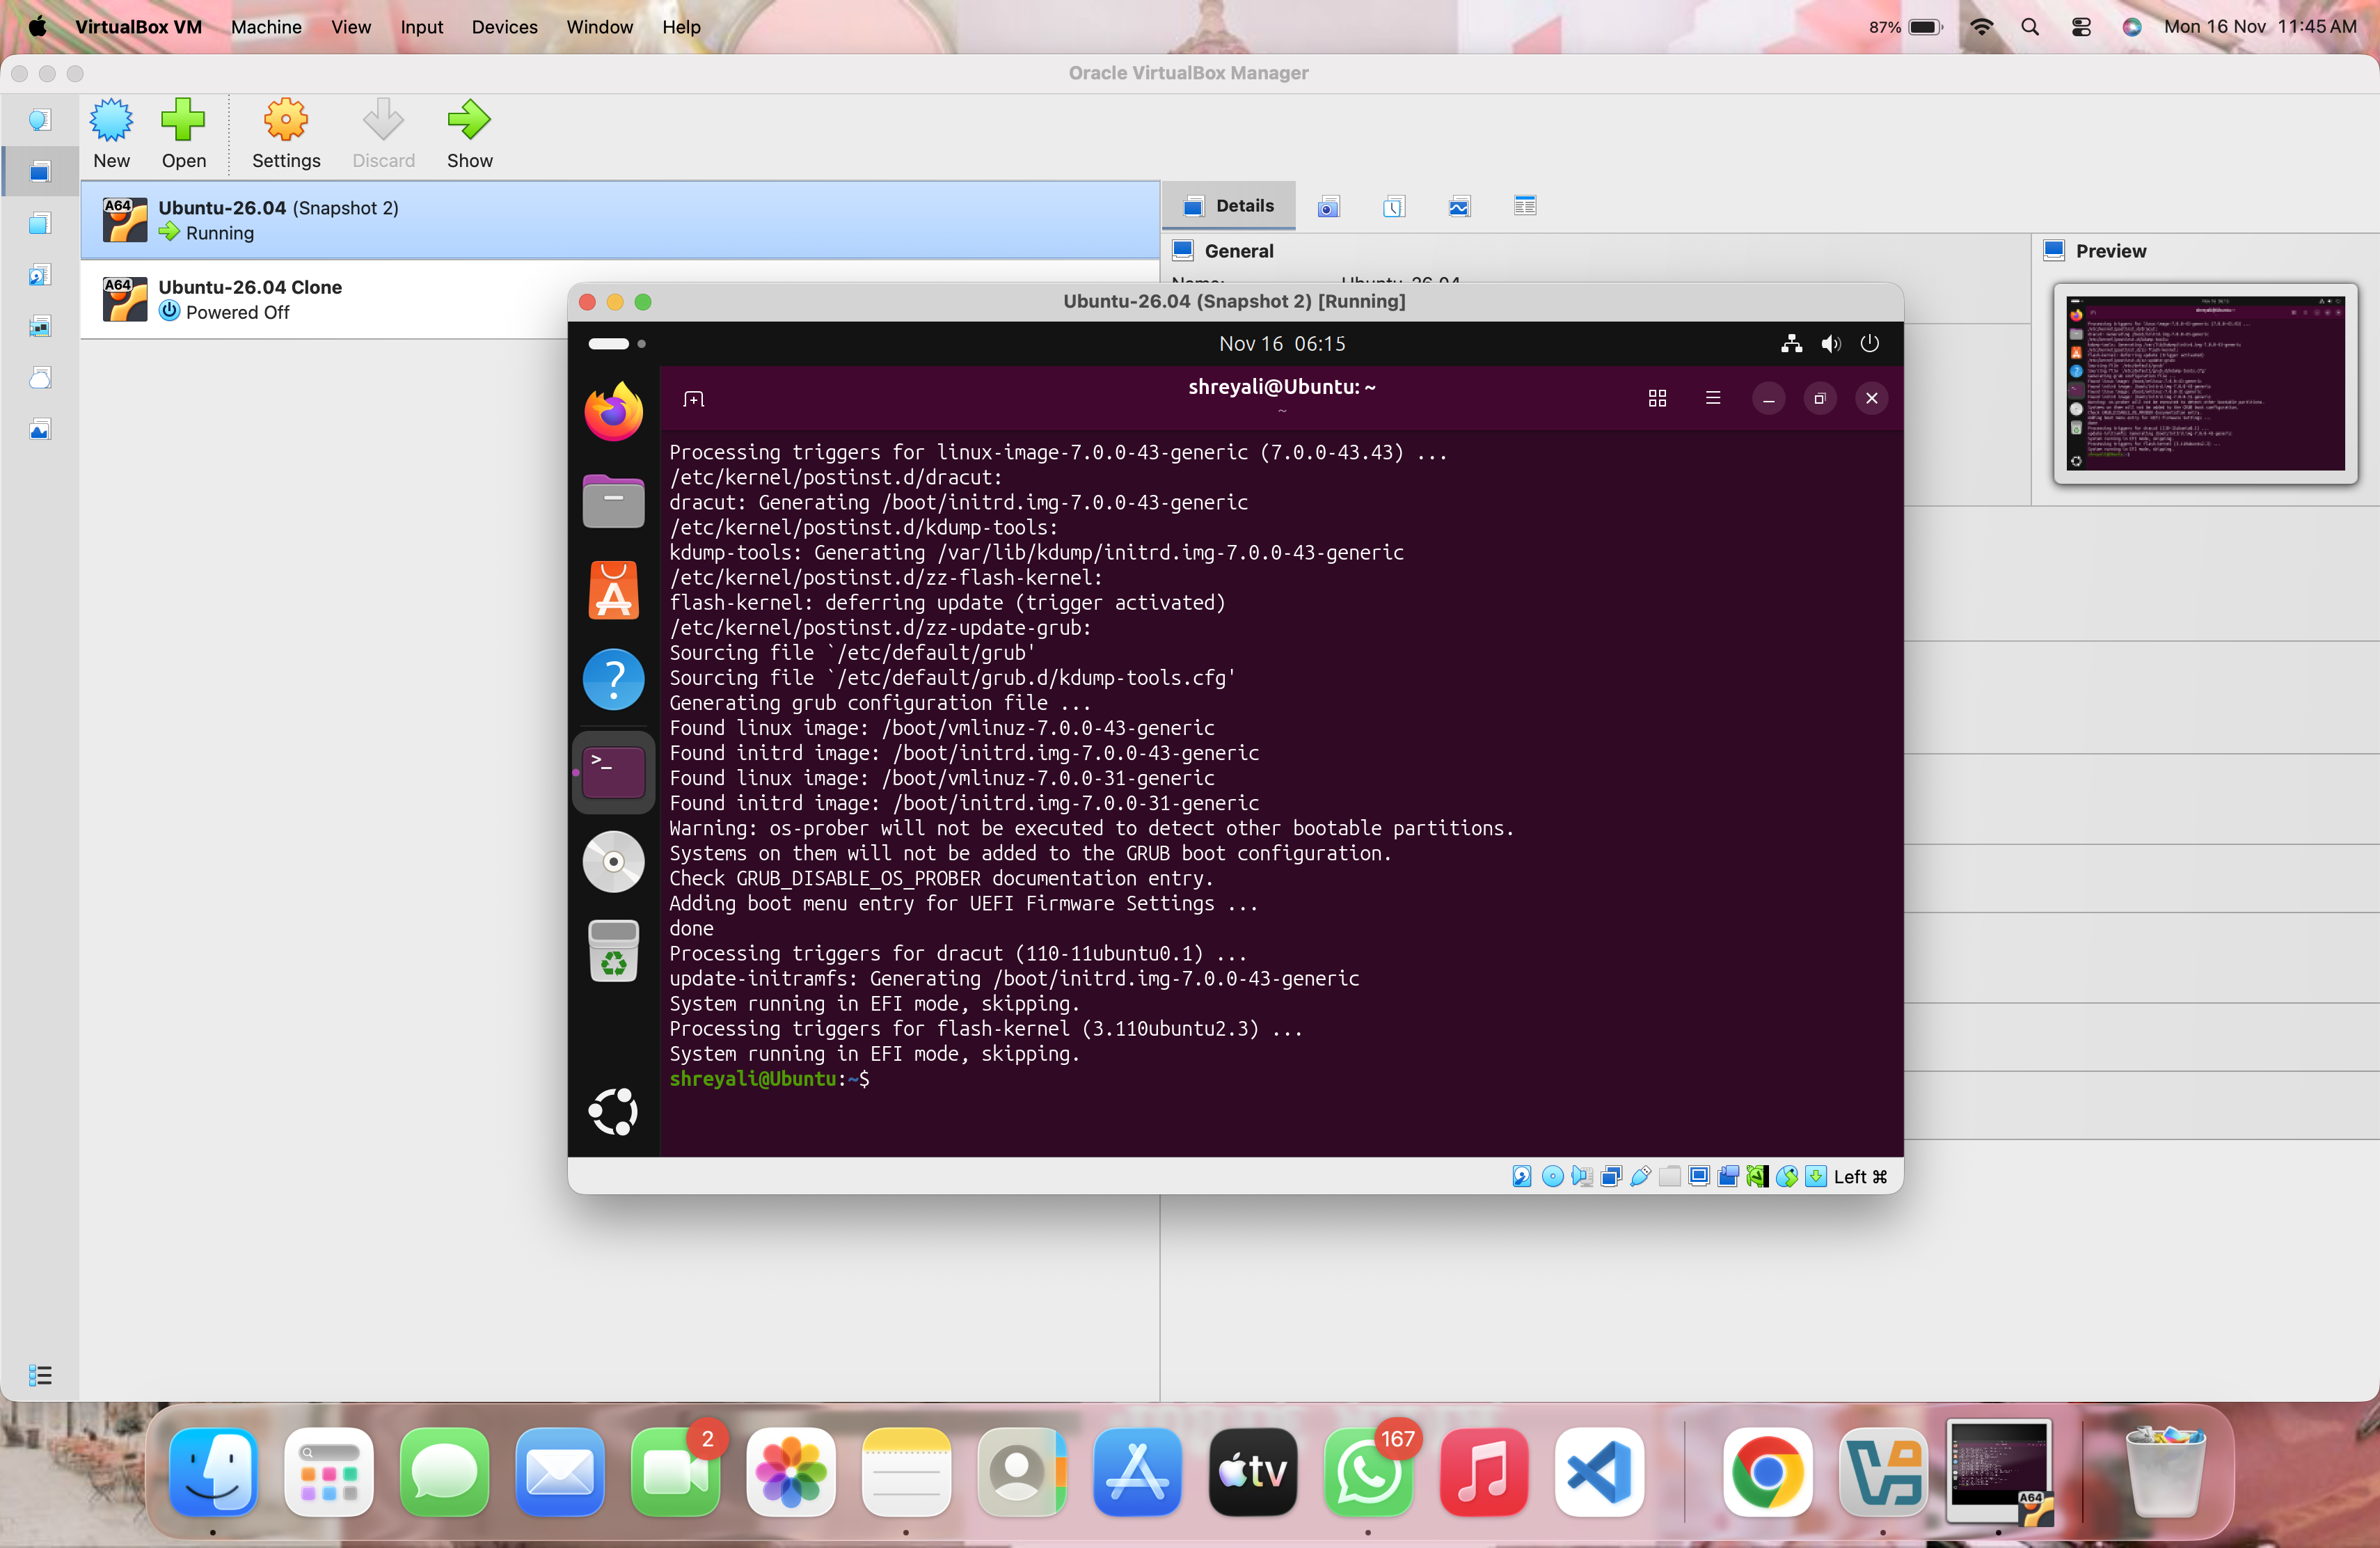 VirtualBox VM Machine View Input Devices Window Help 87% Mon 16 Nov 11:45 AM
Oracle VirtualBox Manager
New Open Settings Discard Show
A64 Ubuntu-26.04 (Snapshot 2)
Running
A64 Ubuntu-26.04 Clone
Powered Off
Details
General
Name: Ubuntu-26.04
Preview
Ubuntu-26.04 (Snapshot 2) [Running]
Nov 16 06:15
shreyali@Ubuntu: ~
~
Processing triggers for linux-image-7.0.0-43-generic (7.0.0-43.43) ...
/etc/kernel/postinst.d/dracut:
dracut: Generating /boot/initrd.img-7.0.0-43-generic
/etc/kernel/postinst.d/kdump-tools:
kdump-tools: Generating /var/lib/kdump/initrd.img-7.0.0-43-generic
/etc/kernel/postinst.d/zz-flash-kernel:
flash-kernel: deferring update (trigger activated)
/etc/kernel/postinst.d/zz-update-grub:
Sourcing file `/etc/default/grub'
Sourcing file `/etc/default/grub.d/kdump-tools.cfg'
Generating grub configuration file ...
Found linux image: /boot/vmlinuz-7.0.0-43-generic
Found initrd image: /boot/initrd.img-7.0.0-43-generic
Found linux image: /boot/vmlinuz-7.0.0-31-generic
Found initrd image: /boot/initrd.img-7.0.0-31-generic
Warning: os-prober will not be executed to detect other bootable partitions.
Systems on them will not be added to the GRUB boot configuration.
Check GRUB_DISABLE_OS_PROBER documentation entry.
Adding boot menu entry for UEFI Firmware Settings ...
done
Processing triggers for dracut (110-11ubuntu0.1) ...
update-initramfs: Generating /boot/initrd.img-7.0.0-43-generic
System running in EFI mode, skipping.
Processing triggers for flash-kernel (3.110ubuntu2.3) ...
System running in EFI mode, skipping.
shreyali@Ubuntu:~$
Left ⌘
2
tv
167
A64